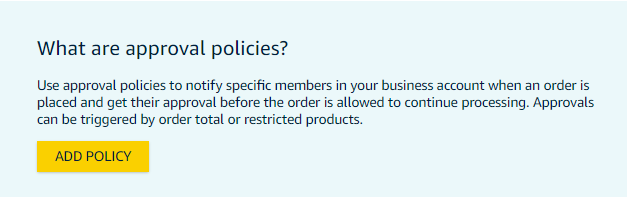 What are approval policies?
Use approval policies to notify specific members in your business account when an order is
placed and get their approval before the order is allowed to continue processing. Approvals
can be triggered by order total or restricted products.
ADD POLICY